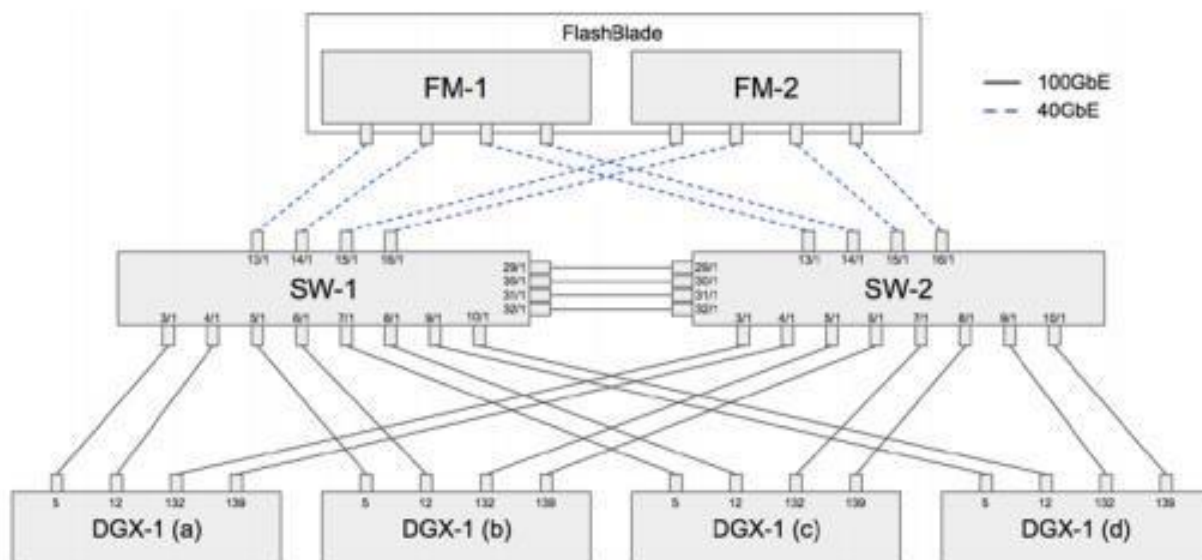 FlashBlade
FM-1 FM-2
100GbE
40GbE
13/1 14/1 15/1 16/1 13/1 14/1 15/1 16/1
29/1 29/1
30/1 30/1
SW-1 SW-2
31/1 31/1
32/1 32/1
3/1 4/1 5/1 6/1 7/1 8/1 9/1 10/1 3/1 4/1 5/1 6/1 7/1 8/1 9/1 10/1
5 12 132 139 5 12 132 139 5 12 132 139 5 12 132 139
DGX-1 (a) DGX-1 (b) DGX-1 (c) DGX-1 (d)